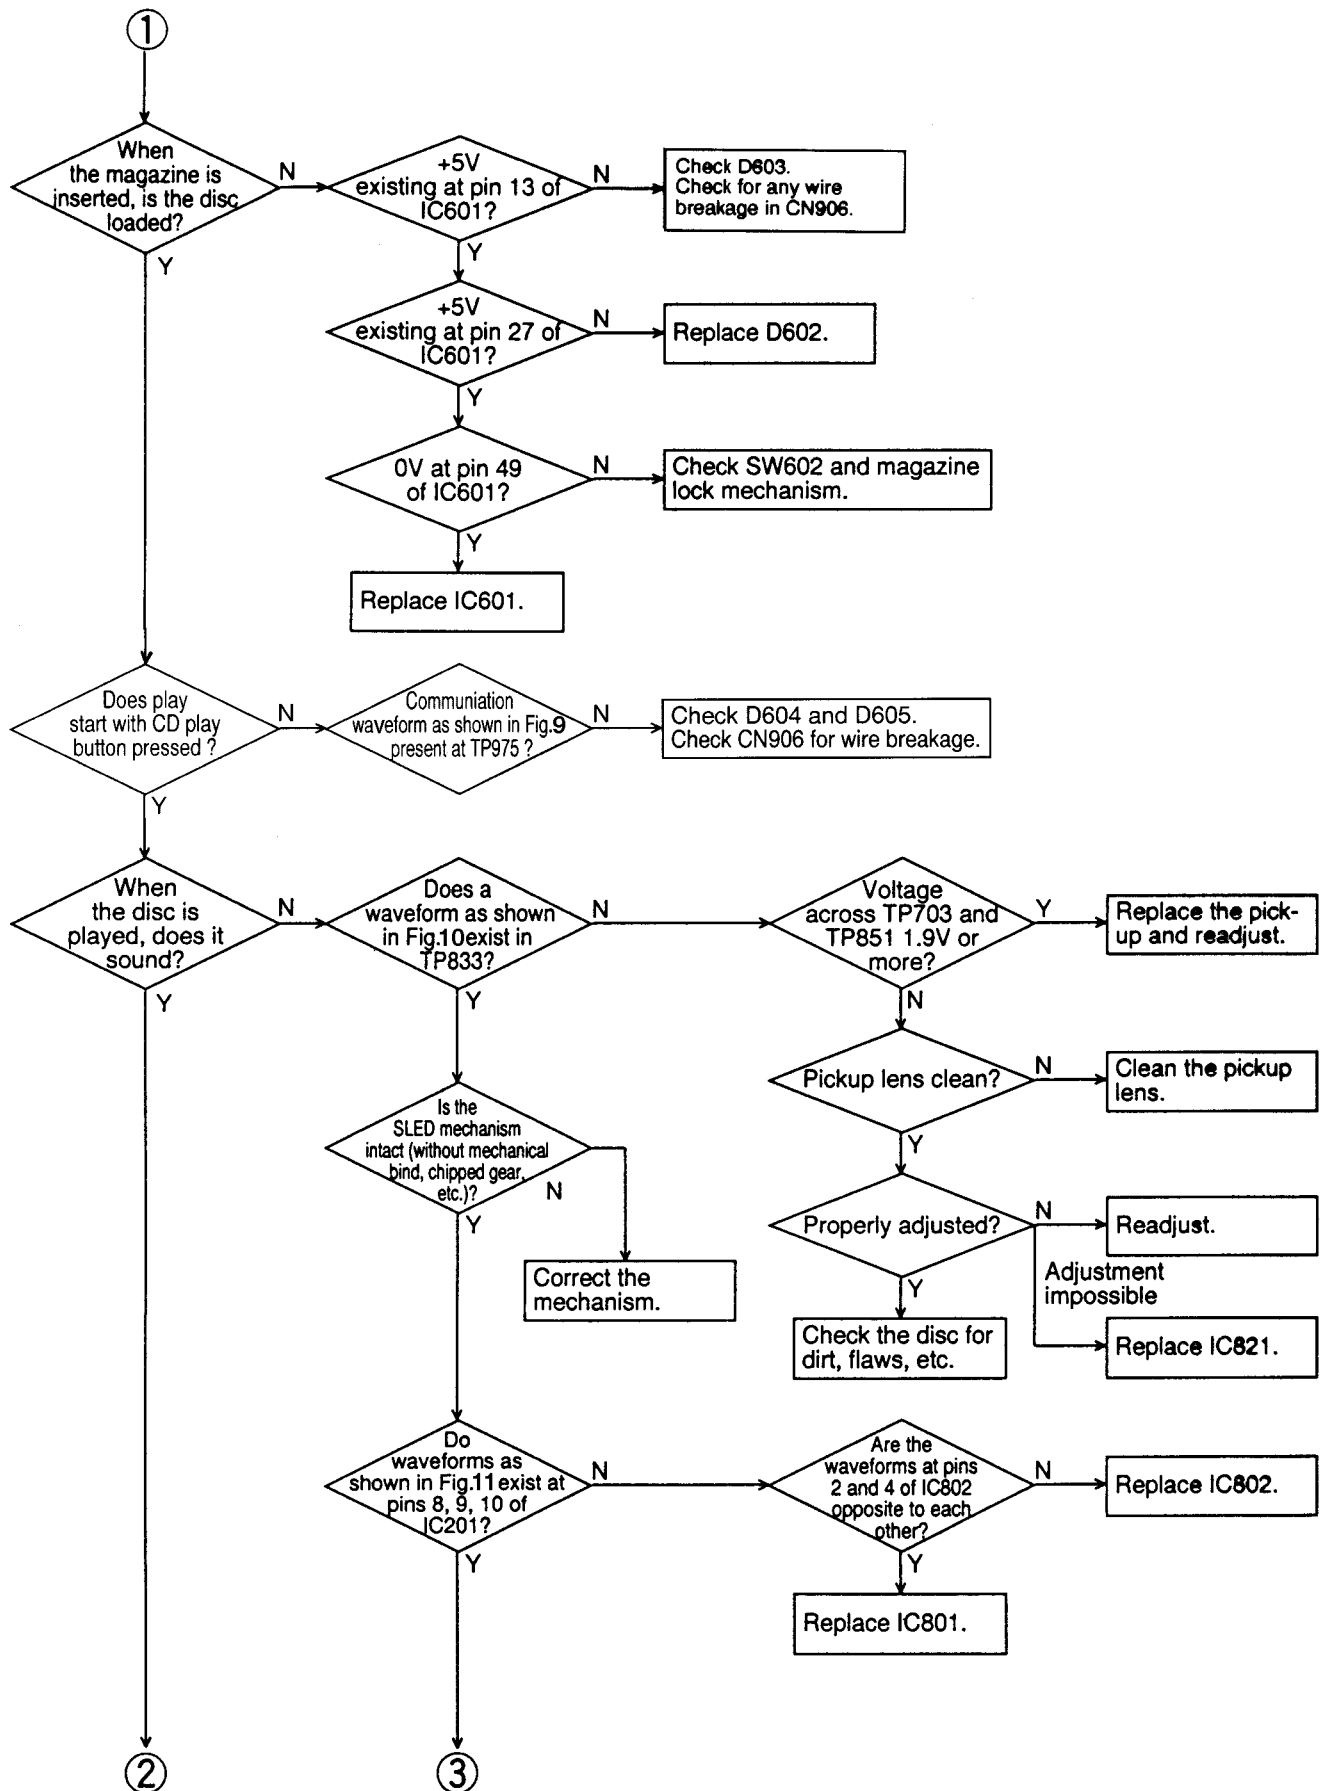 1
When
the magazine is
inserted, is the disc
loaded?
N
Y
+5V
existing at pin 13 of
IC601?
N
Y
Check D603.
Check for any wire
breakage in CN906.
+5V
existing at pin 27 of
IC601?
N
Y
Replace D602.
0V at pin 49
of IC601?
N
Y
Check SW602 and magazine
lock mechanism.
Replace IC601.
Does play
start with CD play
button pressed ?
N
Y
Communiation
waveform as shown in Fig.9
present at TP975 ?
N
Check D604 and D605.
Check CN906 for wire breakage.
When
the disc is
played, does it
sound?
N
Y
Does a
waveform as shown
in Fig.10 exist in
TP833?
N
Y
Voltage
across TP703 and
TP851 1.9V or
more?
Y
N
Replace the pick-
up and readjust.
Pickup lens clean?
N
Y
Clean the pickup
lens.
Is the
SLED mechanism
intact (without mechanical
bind, chipped gear,
etc.)?
N
Y
Correct the
mechanism.
Properly adjusted?
N
Y
Readjust.
Adjustment
impossible
Replace IC821.
Check the disc for
dirt, flaws, etc.
Do
waveforms as
shown in Fig.11 exist at
pins 8, 9, 10 of
IC201?
N
Y
Are the
waveforms at pins
2 and 4 of IC802
opposite to each
other?
N
Y
Replace IC802.
Replace IC801.
2
3